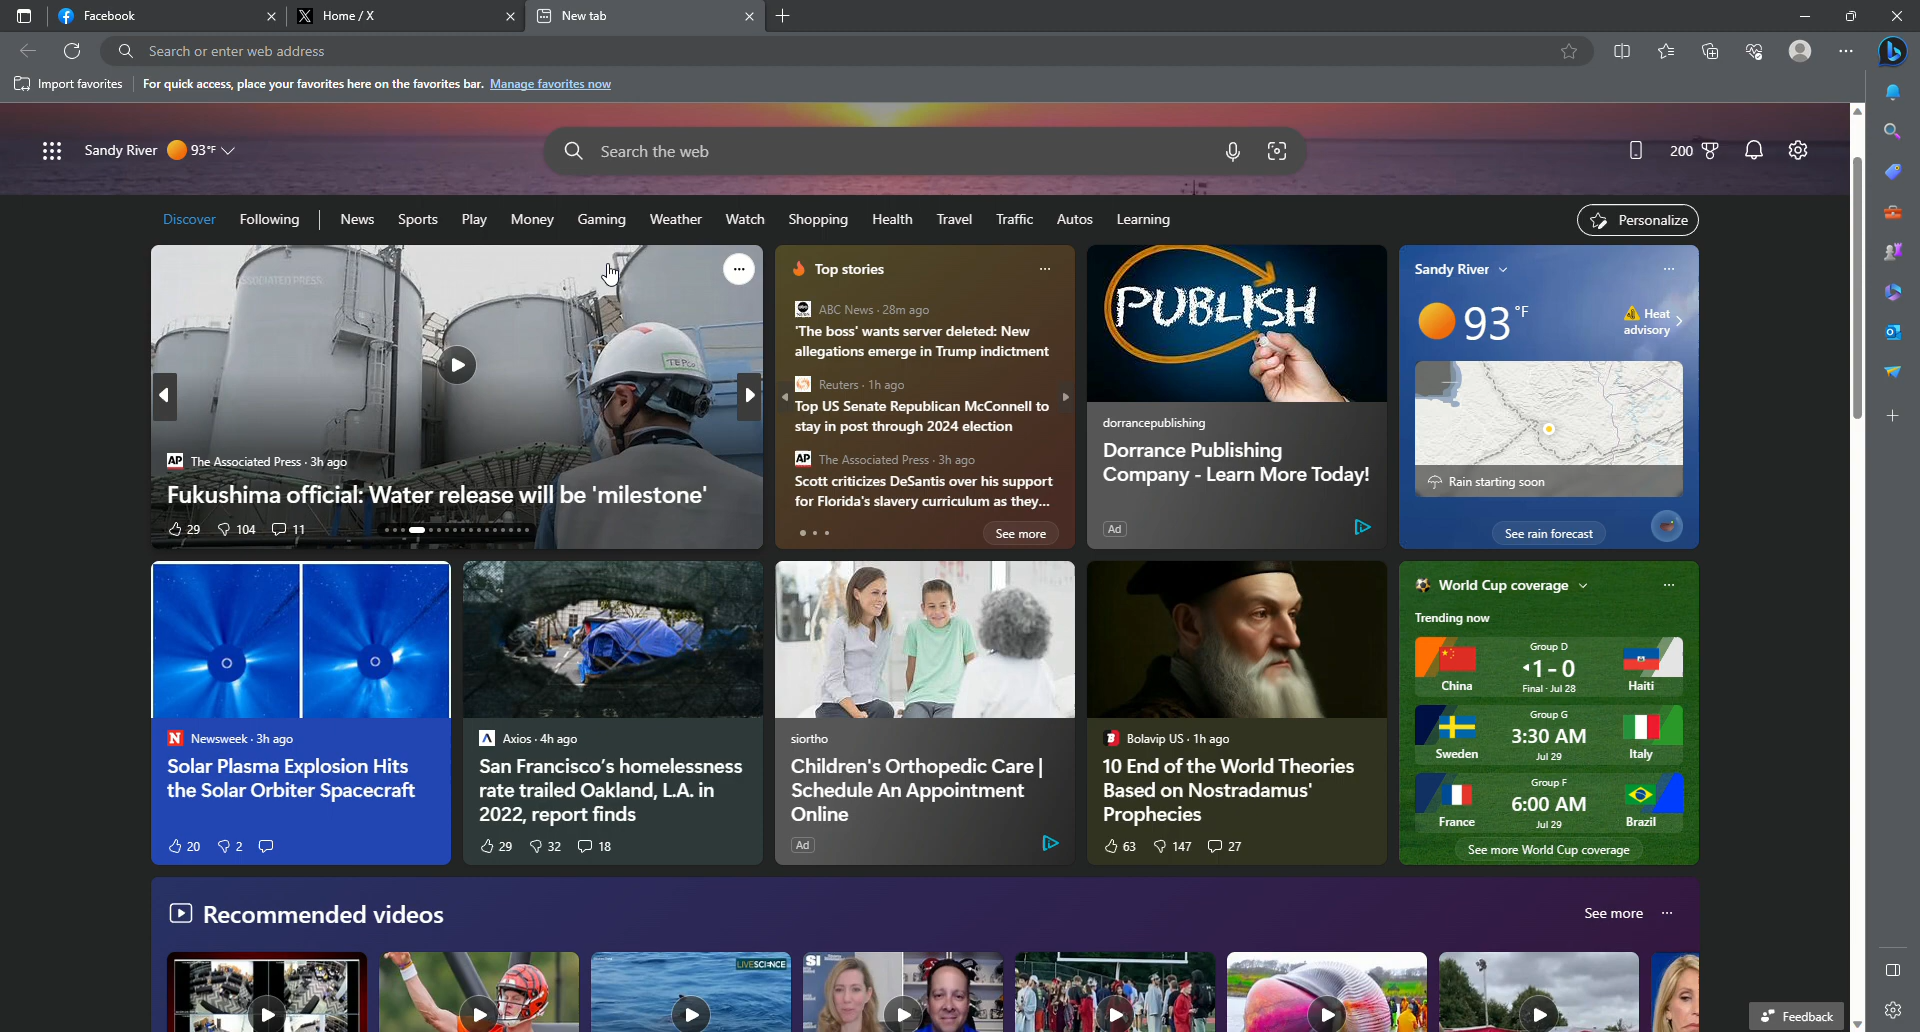 Facebook
Home / X
New tab
Search or enter web address
Import favorites
For quick access, place your favorites here on the favorites bar. Manage favorites now
Sandy River 93°F
Search the web
200
Discover Following News Sports Play Money Gaming Weather Watch Shopping Health Travel Traffic Autos Learning
Personalize
ASSOCIATED PRESS
TEPCO
AP The Associated Press · 3h ago
Fukushima official: Water release will be 'milestone'
29 104 11
Top stories
ABC News · 28m ago
'The boss' wants server deleted: New
allegations emerge in Trump indictment
Reuters · 1h ago
Top US Senate Republican McConnell to
stay in post through 2024 election
AP The Associated Press · 3h ago
Scott criticizes DeSantis over his support
for Florida's slavery curriculum as they...
See more
PUBLISH
dorrancepublishing
Dorrance Publishing
Company - Learn More Today!
Ad
Sandy River
93 °F
Heat
advisory
Rain starting soon
See rain forecast
N Newsweek · 3h ago
Solar Plasma Explosion Hits
the Solar Orbiter Spacecraft
20 2
Axios · 4h ago
San Francisco's homelessness
rate trailed Oakland, L.A. in
2022, report finds
29 32 18
siortho
Children's Orthopedic Care |
Schedule An Appointment
Online
Ad
B Bolavip US · 1h ago
10 End of the World Theories
Based on Nostradamus'
Prophecies
63 147 27
World Cup coverage
Trending now
Group D
1 - 0
China Final · Jul 28 Haiti
Group G
3:30 AM
Sweden Jul 29 Italy
Group F
6:00 AM
France Jul 29 Brazil
See more World Cup coverage
Recommended videos
See more
LIVESCIENCE
SI
Feedback